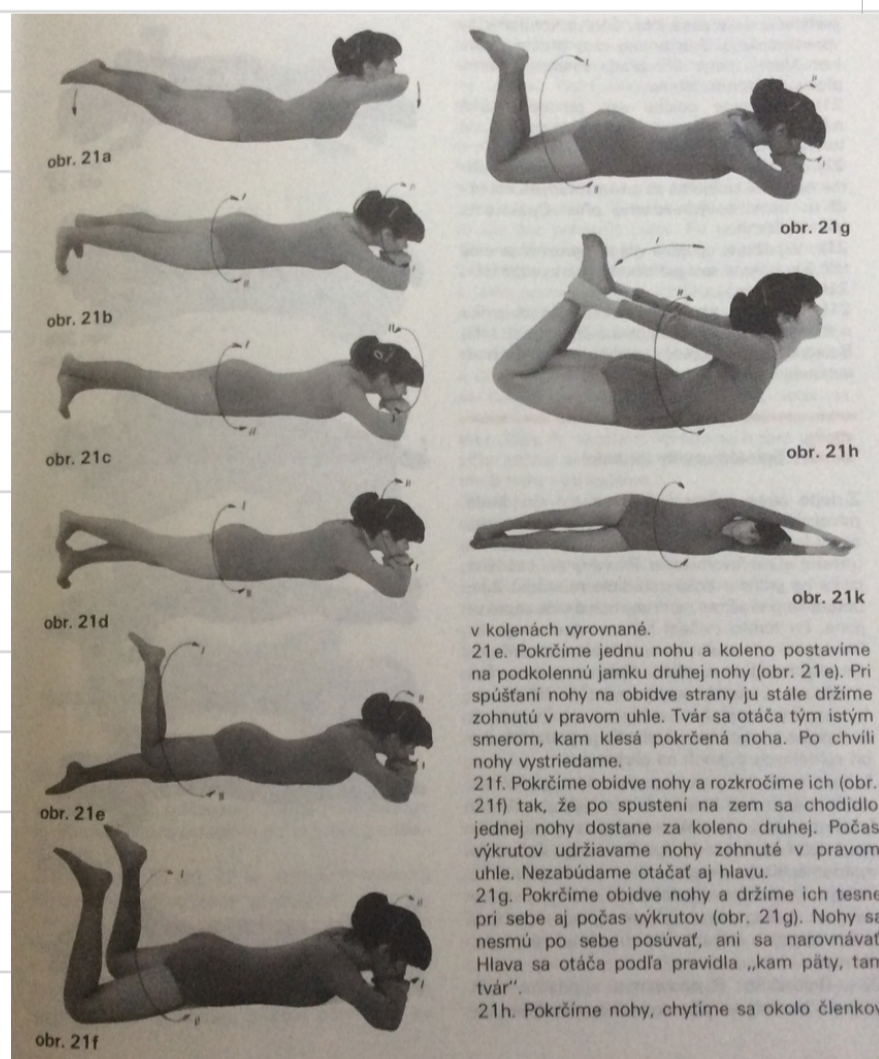 obr. 21a
obr. 21b
obr. 21c
obr. 21d
obr. 21e
obr. 21f
obr. 21g
obr. 21h
obr. 21k
v kolenách vyrovnané.
21e. Pokrčíme jednu nohu a koleno postavíme
na podkolennú jamku druhej nohy (obr. 21e). Pri
spúšťaní nohy na obidve strany ju stále držíme
zohnutú v pravom uhle. Tvár sa otáča tým istým
smerom, kam klesá pokrčená noha. Po chvíli
nohy vystriedame.
21f. Pokrčíme obidve nohy a rozkročíme ich (obr.
21f) tak, že po spustení na zem sa chodidlo
jednej nohy dostane za koleno druhej. Počas
výkrutov udržiavame nohy zohnuté v pravom
uhle. Nezabúdame otáčať aj hlavu.
21g. Pokrčíme obidve nohy a držíme ich tesne
pri sebe aj počas výkrutov (obr. 21g). Nohy sa
nesmú po sebe posúvať, ani sa narovnávať
Hlava sa otáča podľa pravidla „kam päty, tam
tvár".
21h. Pokrčíme nohy, chytíme sa okolo členkov